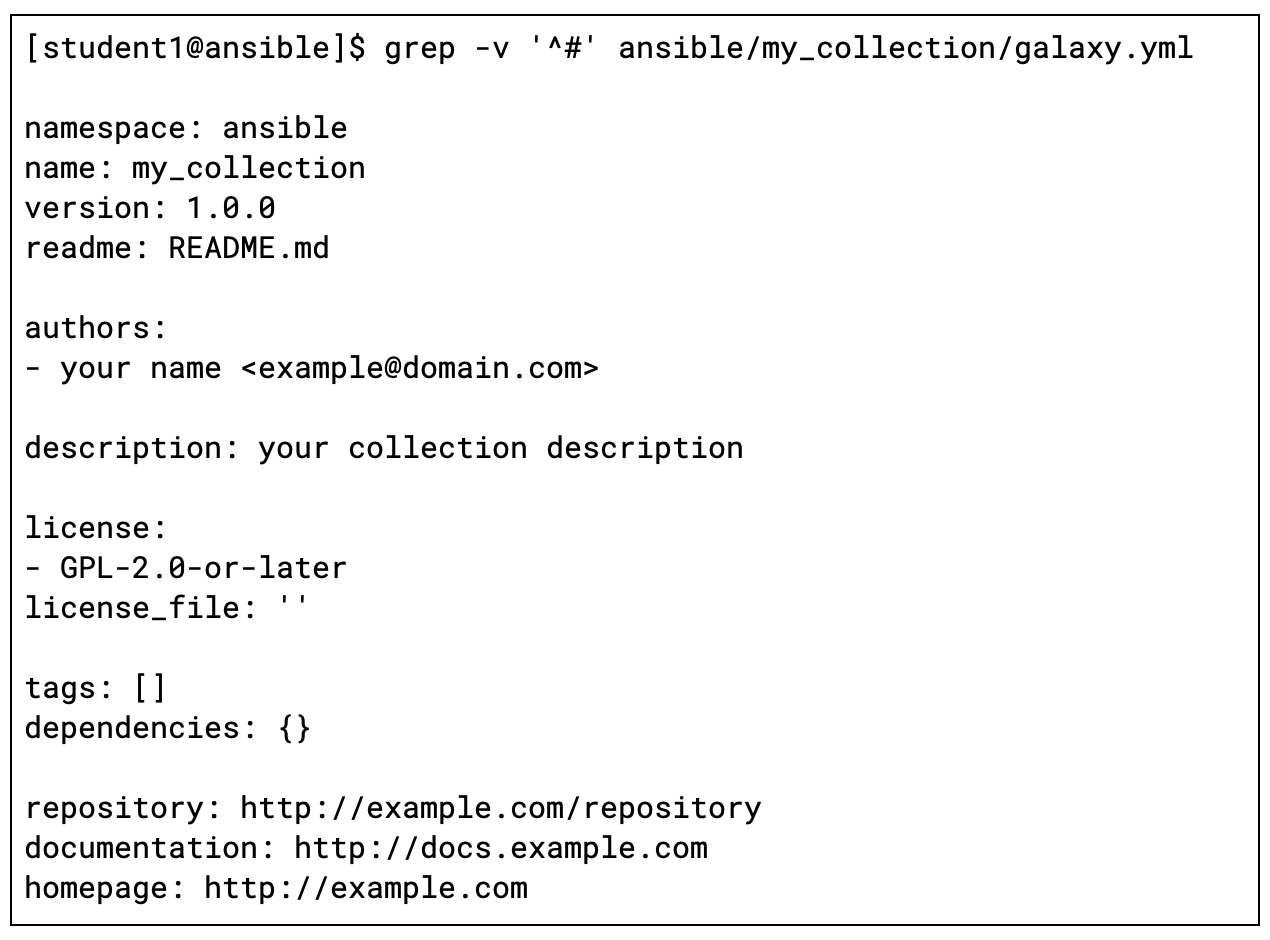 [student1@ansible]$ grep -v '^#' ansible/my_collection/galaxy.yml
namespace: ansible
name: my_collection
version: 1.0.0
readme: README.md
authors:
- your name <example@domain.com>
description: your collection description
license:
- GPL-2.0-or-later
license_file: ''
tags: []
dependencies: {}
repository: http://example.com/repository
documentation: http://docs.example.com
homepage: http://example.com